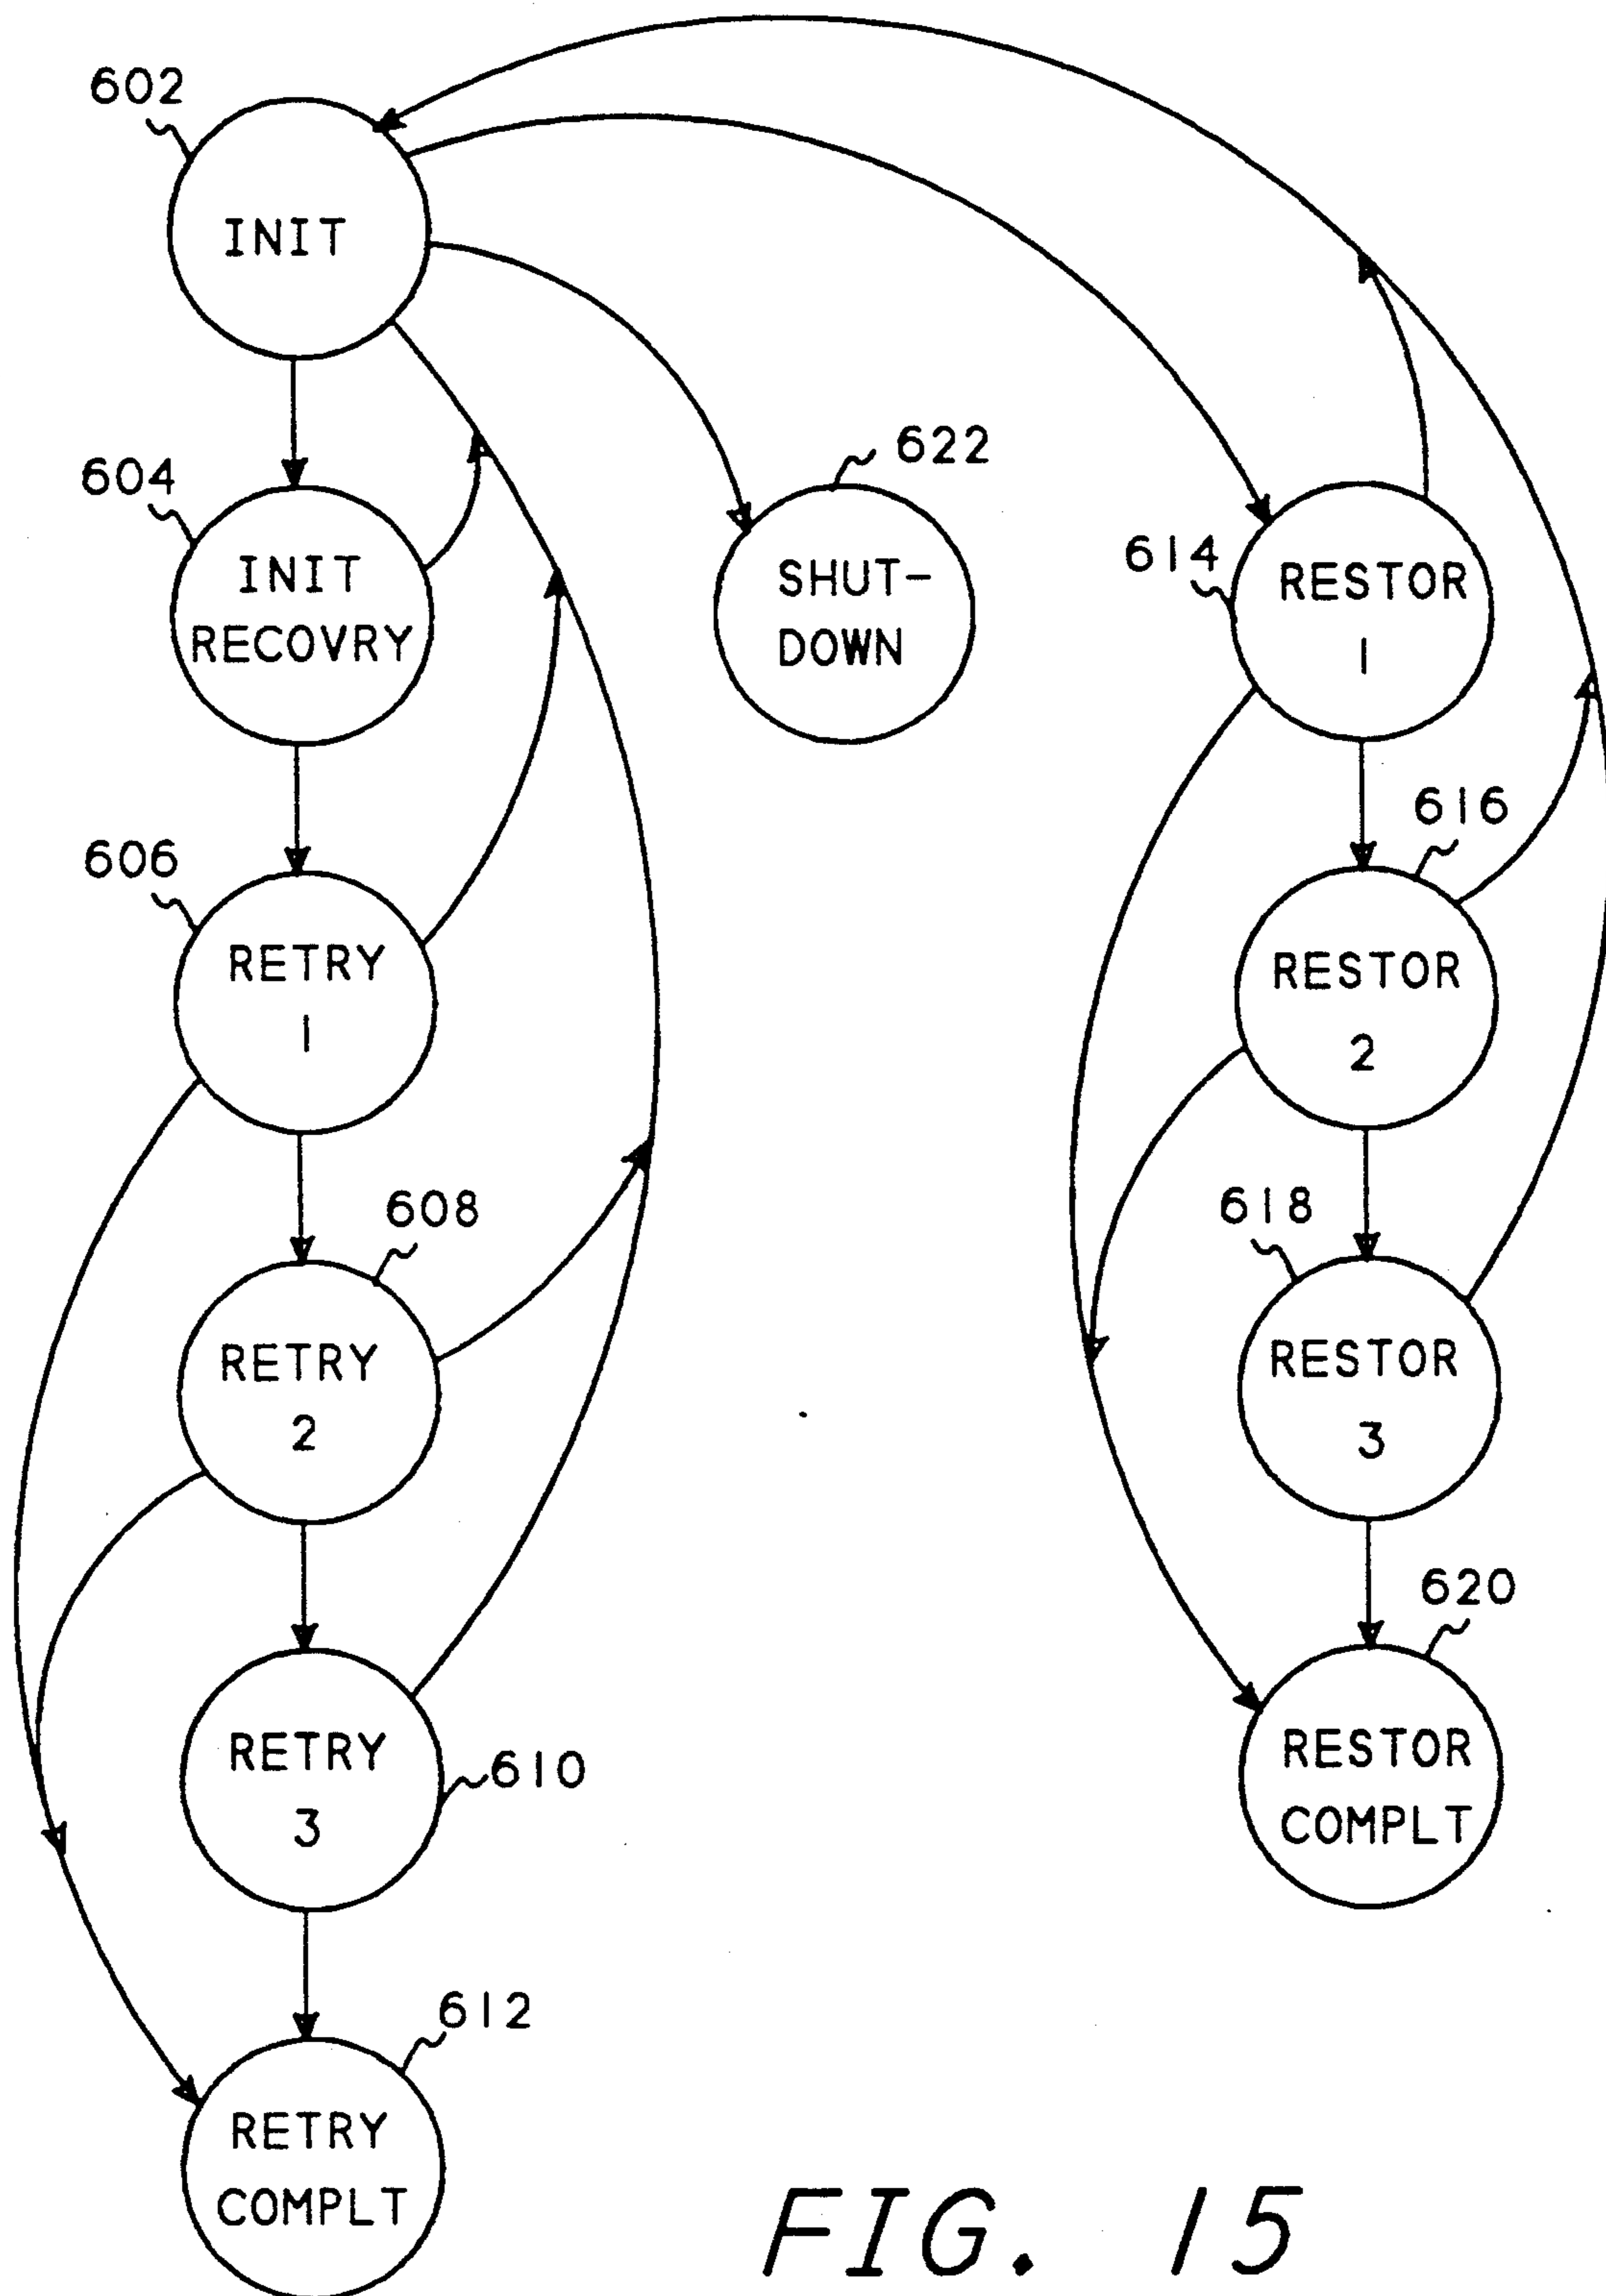 602
INIT
604
INIT
RECOVRY
622
SHUT-
DOWN
614
RESTOR
1
606
RETRY
1
616
RESTOR
2
608
RETRY
2
618
RESTOR
3
RETRY
3
610
620
RESTOR
COMPLT
612
RETRY
COMPLT
FIG. 15